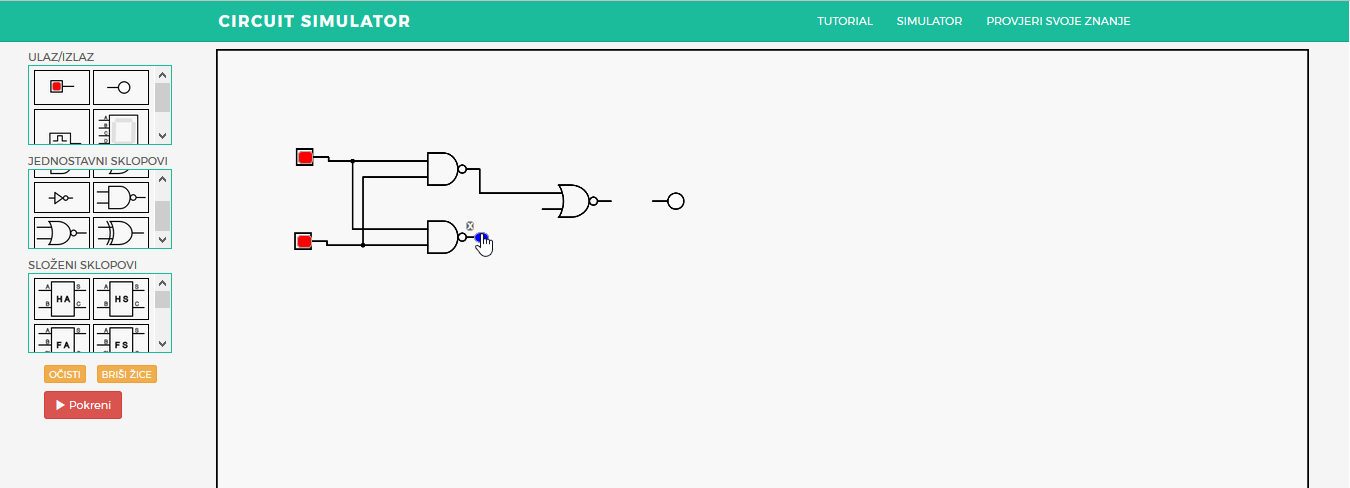 CIRCUIT SIMULATOR
TUTORIAL
SIMULATOR
PROVJERI SVOJE ZNANJE
ULAZ/IZLAZ
A
B
C
D
JEDNOSTAVNI SKLOPOVI
SLOŽENI SKLOPOVI
A HA S
B C
A HS S
B C
A FA S
B
A FS S
B
OČISTI
BRIŠI ŽICE
Pokreni
X